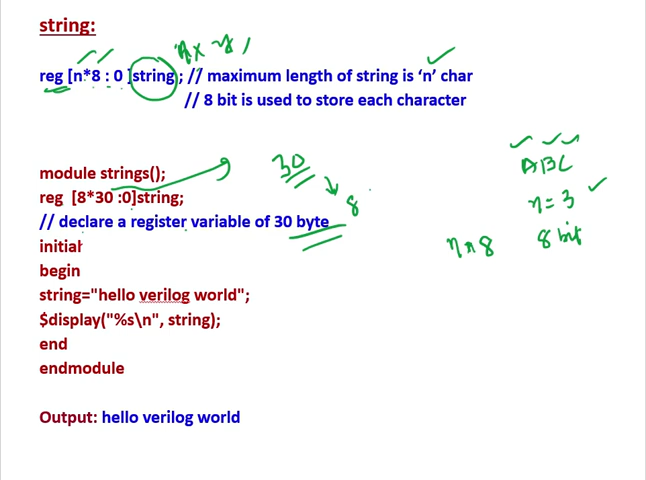 string:
reg [n*8 : 0 ]string; // maximum length of string is ‘n’ char
// 8 bit is used to store each character
module strings();
reg [8*30 :0]string;
// declare a register variable of 30 byte
initial
begin
string="hello verilog world";
$display("%s\n", string);
end
endmodule
Output: hello verilog world
30
8
ABC
n=3
8 bit
n*8